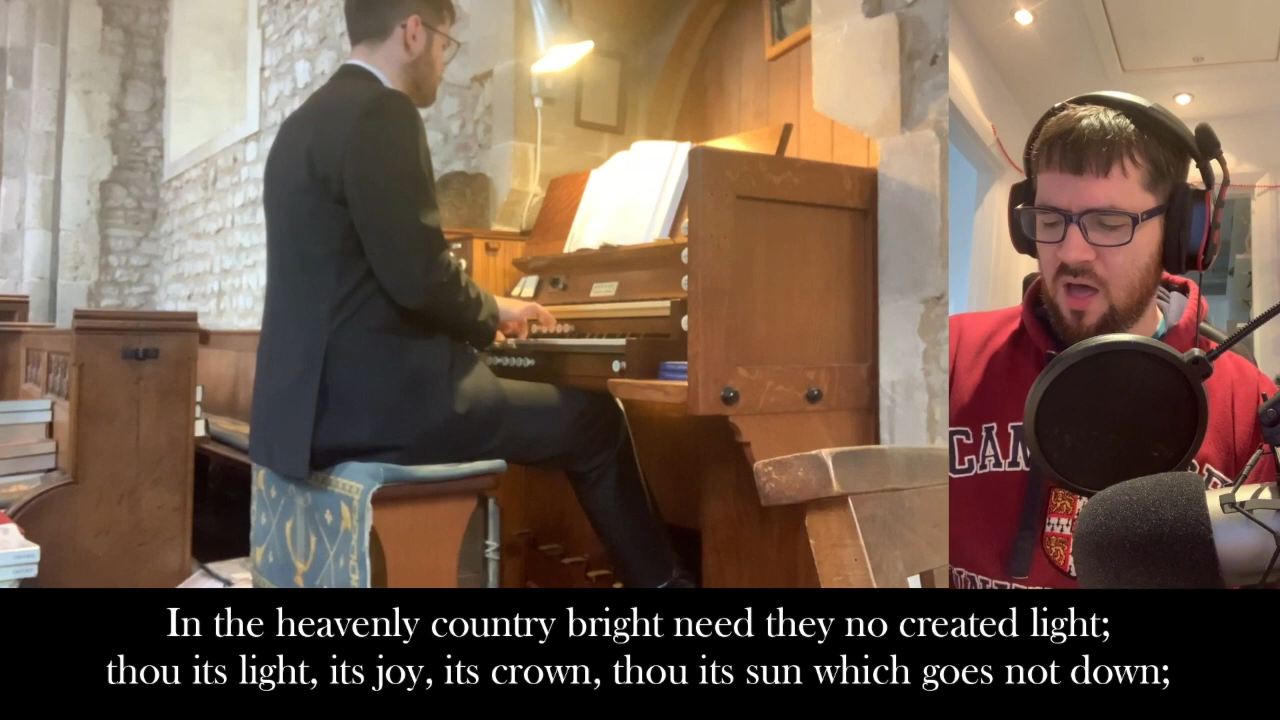 CAM
In the heavenly country bright need they no created light;
thou its light, its joy, its crown, thou its sun which goes not down;